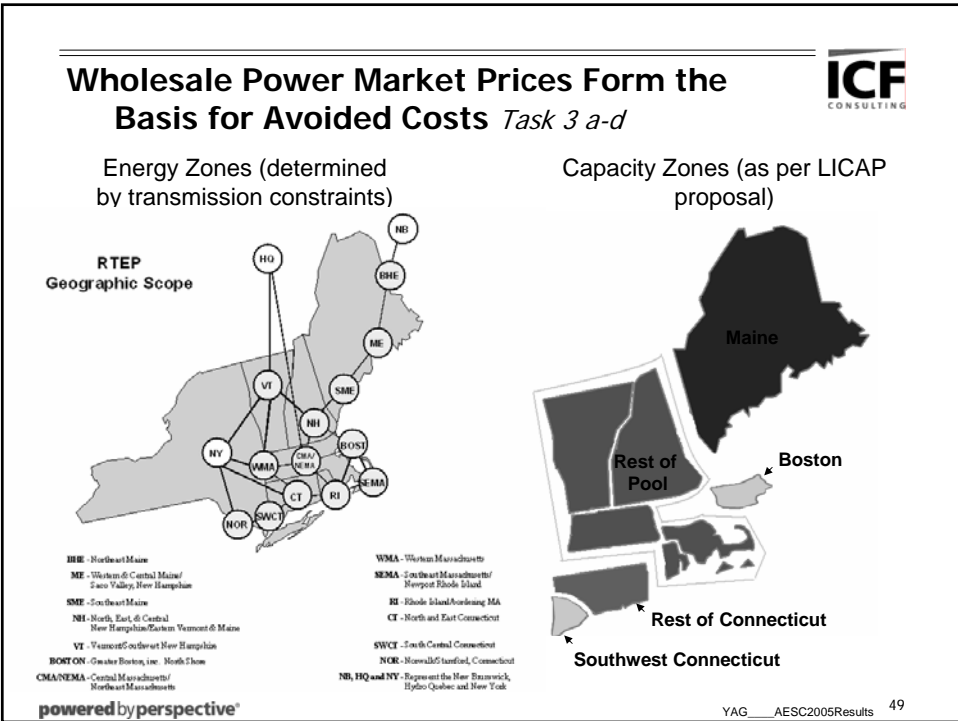 Wholesale Power Market Prices Form the
Basis for Avoided Costs Task 3 a-d
ICF
CONSULTING
Energy Zones (determined
by transmission constraints)
Capacity Zones (as per LICAP
proposal)
RTEP
Geographic Scope
NB
HQ
BHE
ME
SME
VT
NH
NY
WMA
CMA/
NEMA
BOST
SEMA
CT
RI
SWCT
NOR
Maine
Rest of
Pool
Boston
Rest of Connecticut
Southwest Connecticut
BHE - Northeast Maine
ME - Western & Central Maine/
Saco Valley, New Hampshire
SME - Southeast Maine
NH - North, East, & Central
New Hampshire/Eastern Vermont & Maine
VT - Vermont/Southwest New Hampshire
BOSTON - Greater Boston, inc. North Shore
CMA/NEMA - Central Massachusetts/
Northeast Massachusetts
WMA - Western Massachusetts
SEMA - Southeast Massachusetts/
Newport Rhode Island
RI - Rhode Island/bordering MA
CT - North and East Connecticut
SWCT - South Central Connecticut
NOR - Norwalk/Stamford, Connecticut
NB, HQ and NY - Represent the New Brunswick,
Hydro Quebec and New York
powered by perspective®
YAG____AESC2005Results
49